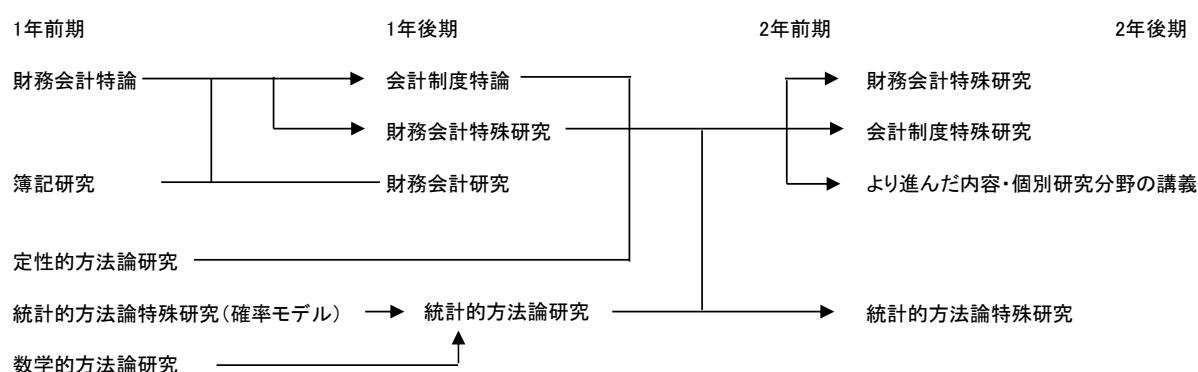 1年前期 1年後期 2年前期 2年後期
財務会計特論 会計制度特論 財務会計特殊研究
財務会計特殊研究 会計制度特殊研究
簿記研究 財務会計研究 より進んだ内容・個別研究分野の講義
定性的方法論研究
統計的方法論特殊研究（確率モデル） 統計的方法論研究 統計的方法論特殊研究
数学的方法論研究